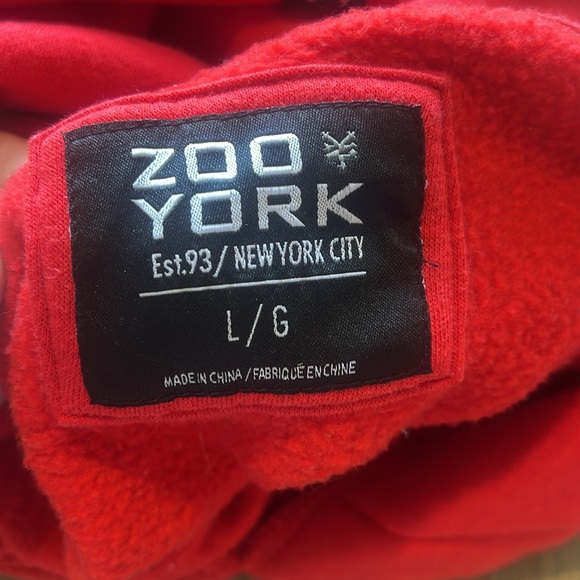 ZOO
YORK
Est.93/ NEW YORK CITY
L/G
MADE IN CHINA / FABRIQUÉ EN CHINE